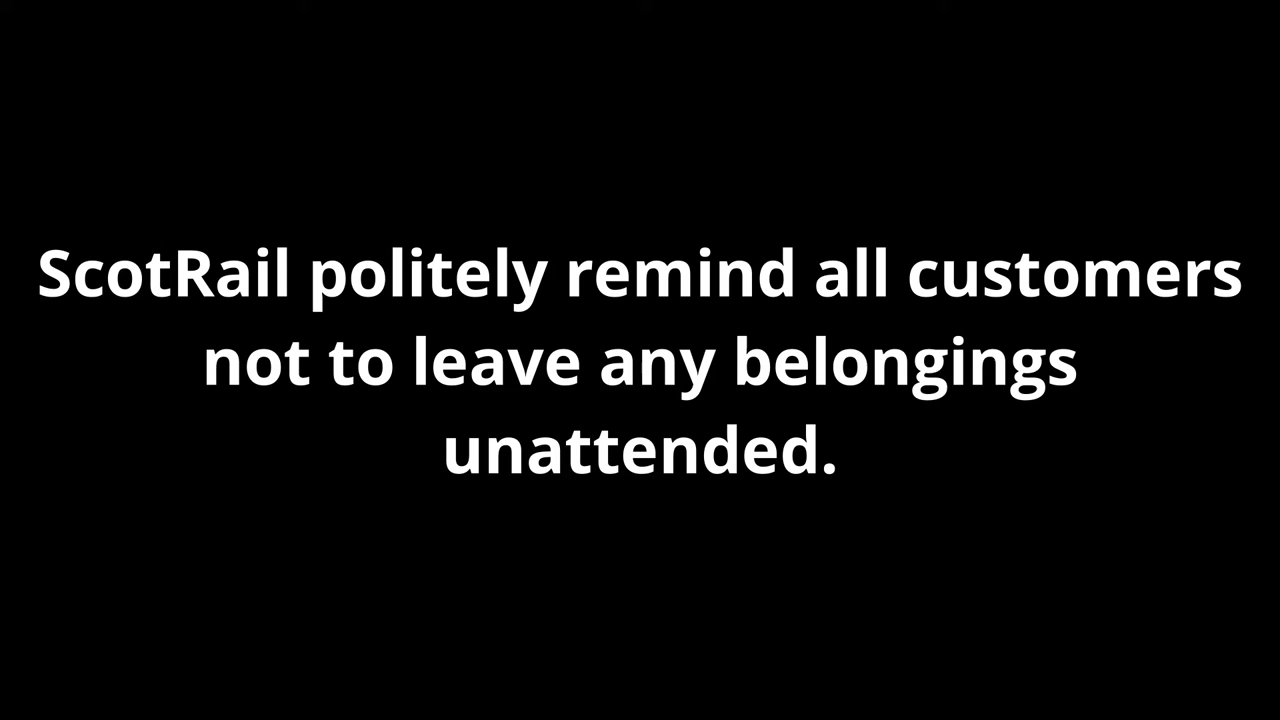 ScotRail politely remind all customers
not to leave any belongings
unattended.